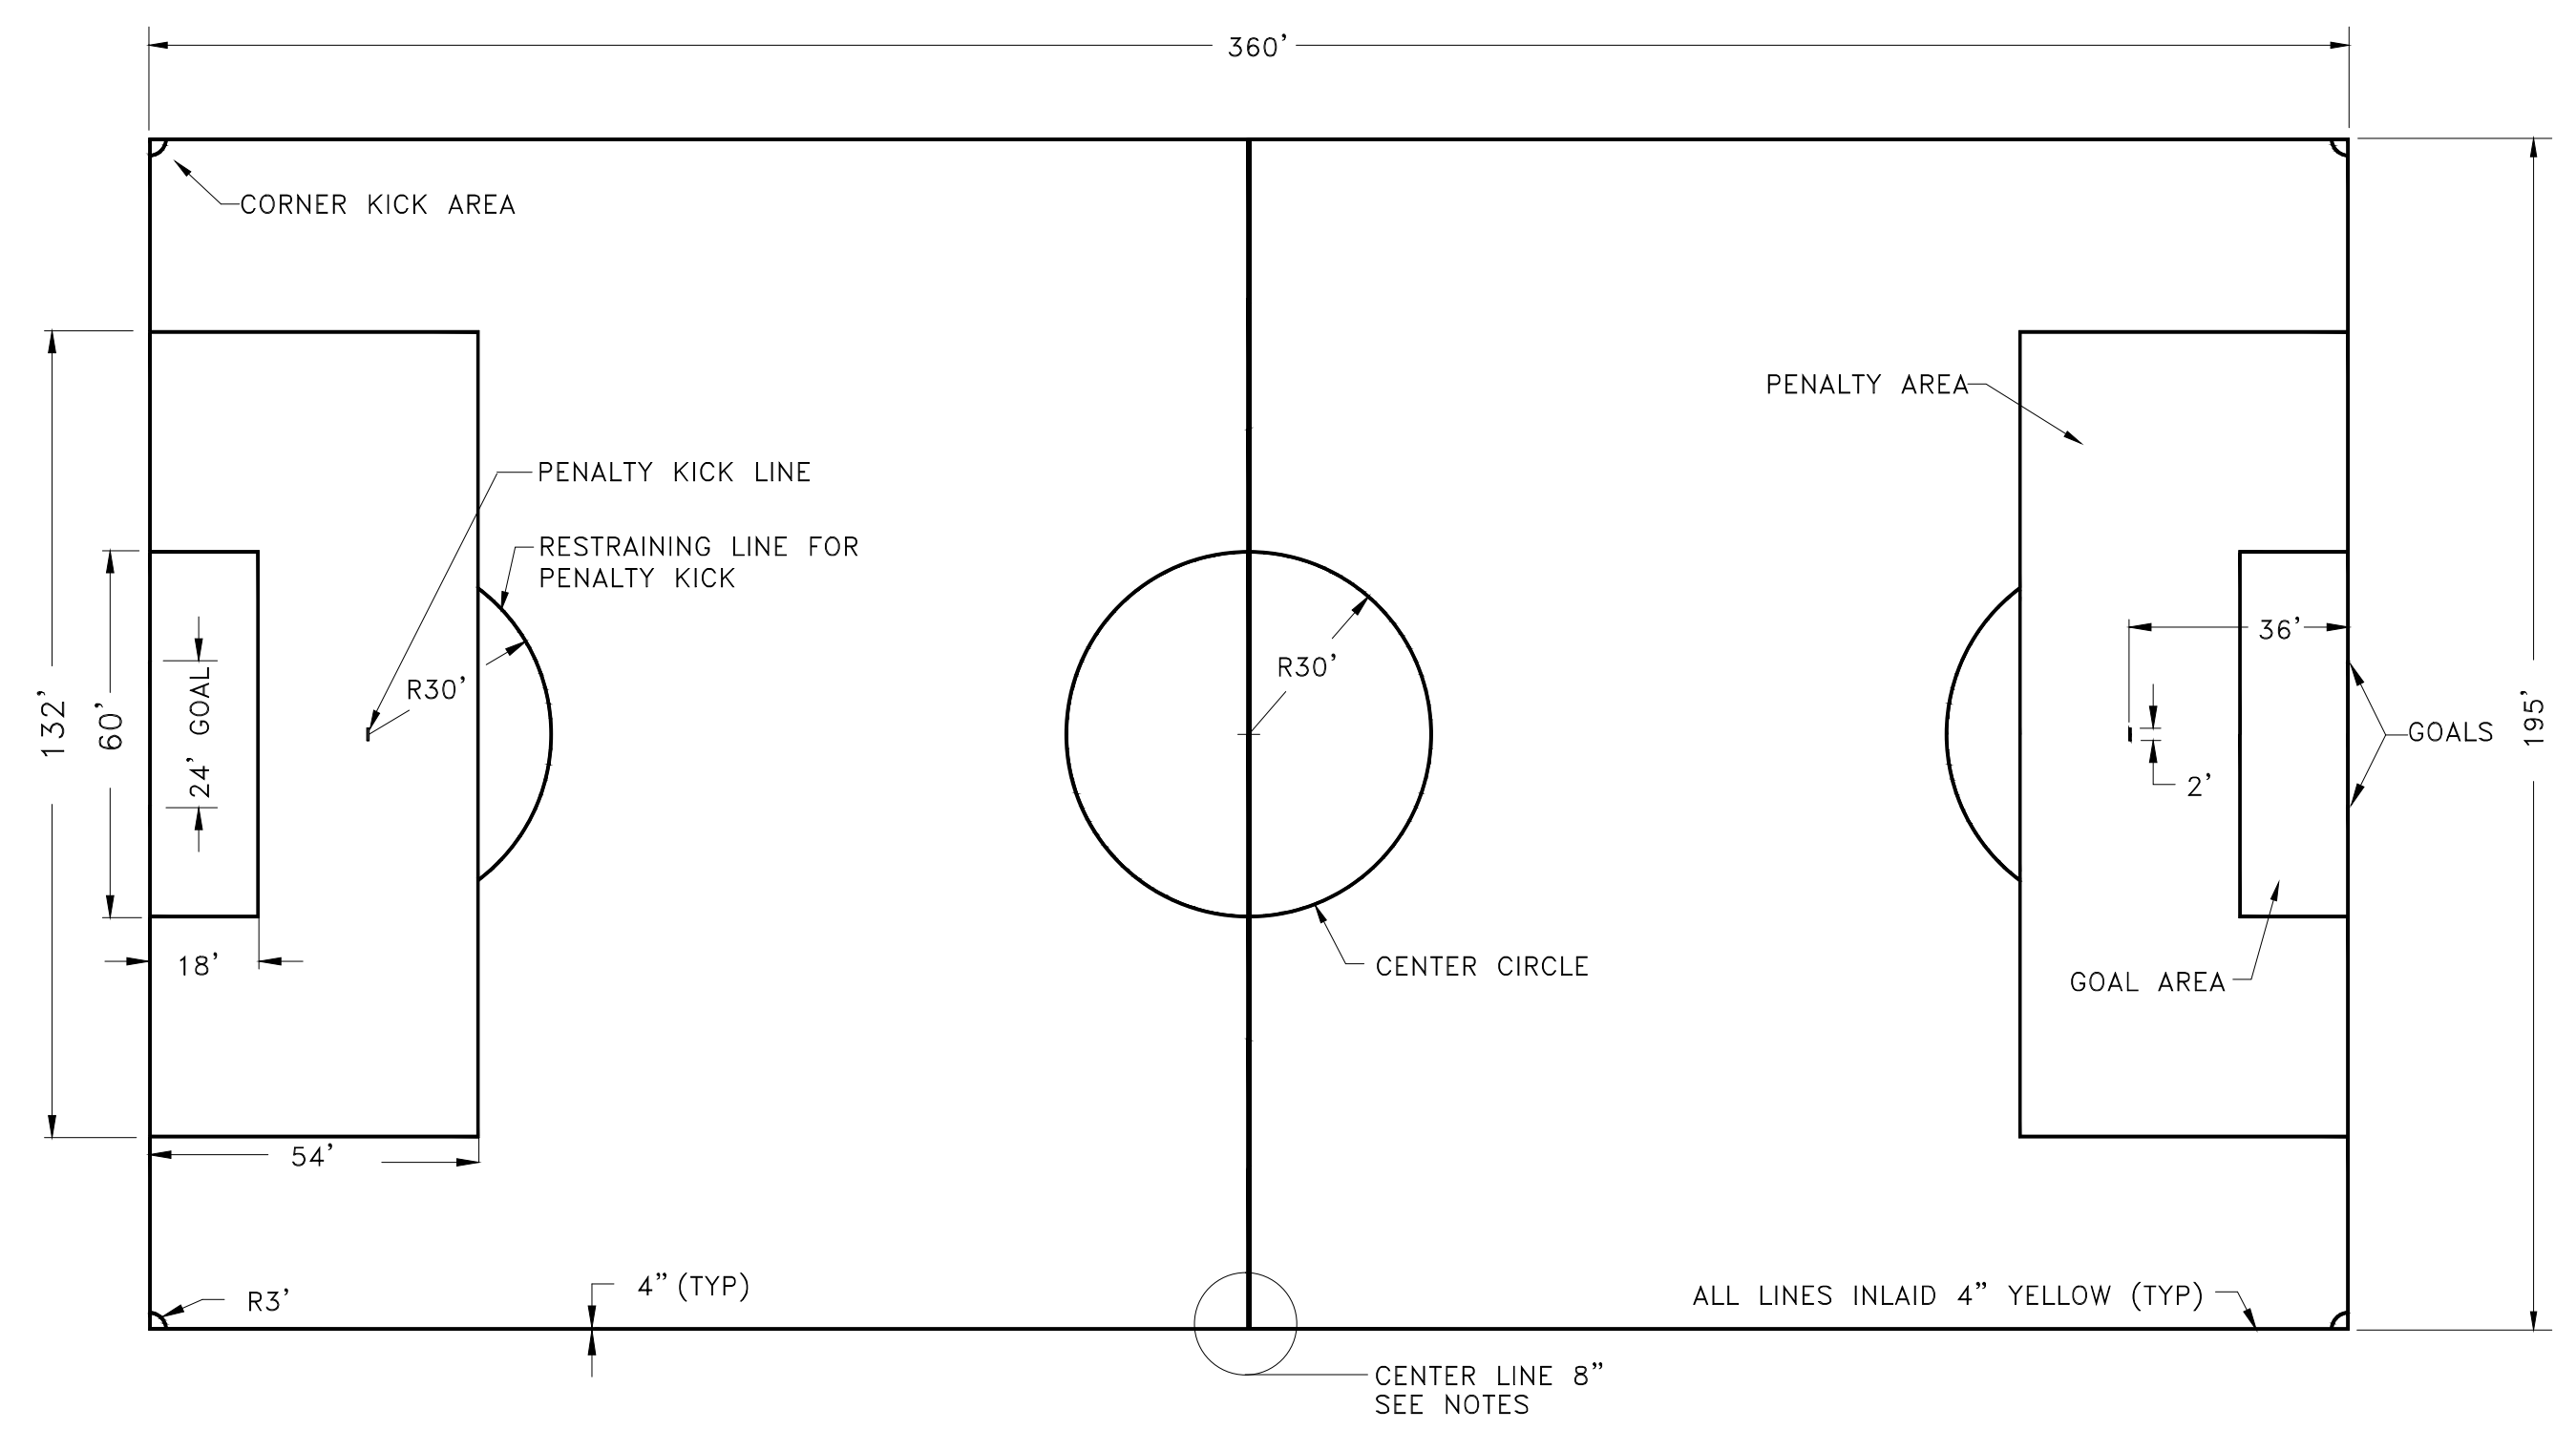 360'
CORNER KICK AREA
PENALTY AREA
PENALTY KICK LINE
RESTRAINING LINE FOR
PENALTY KICK
36'
R30'
R30'
132'
60'
24' GOAL
195'
GOALS
2'
18'
CENTER CIRCLE
GOAL AREA
54'
4" (TYP)
R3'
ALL LINES INLAID 4" YELLOW (TYP)
CENTER LINE 8"
SEE NOTES